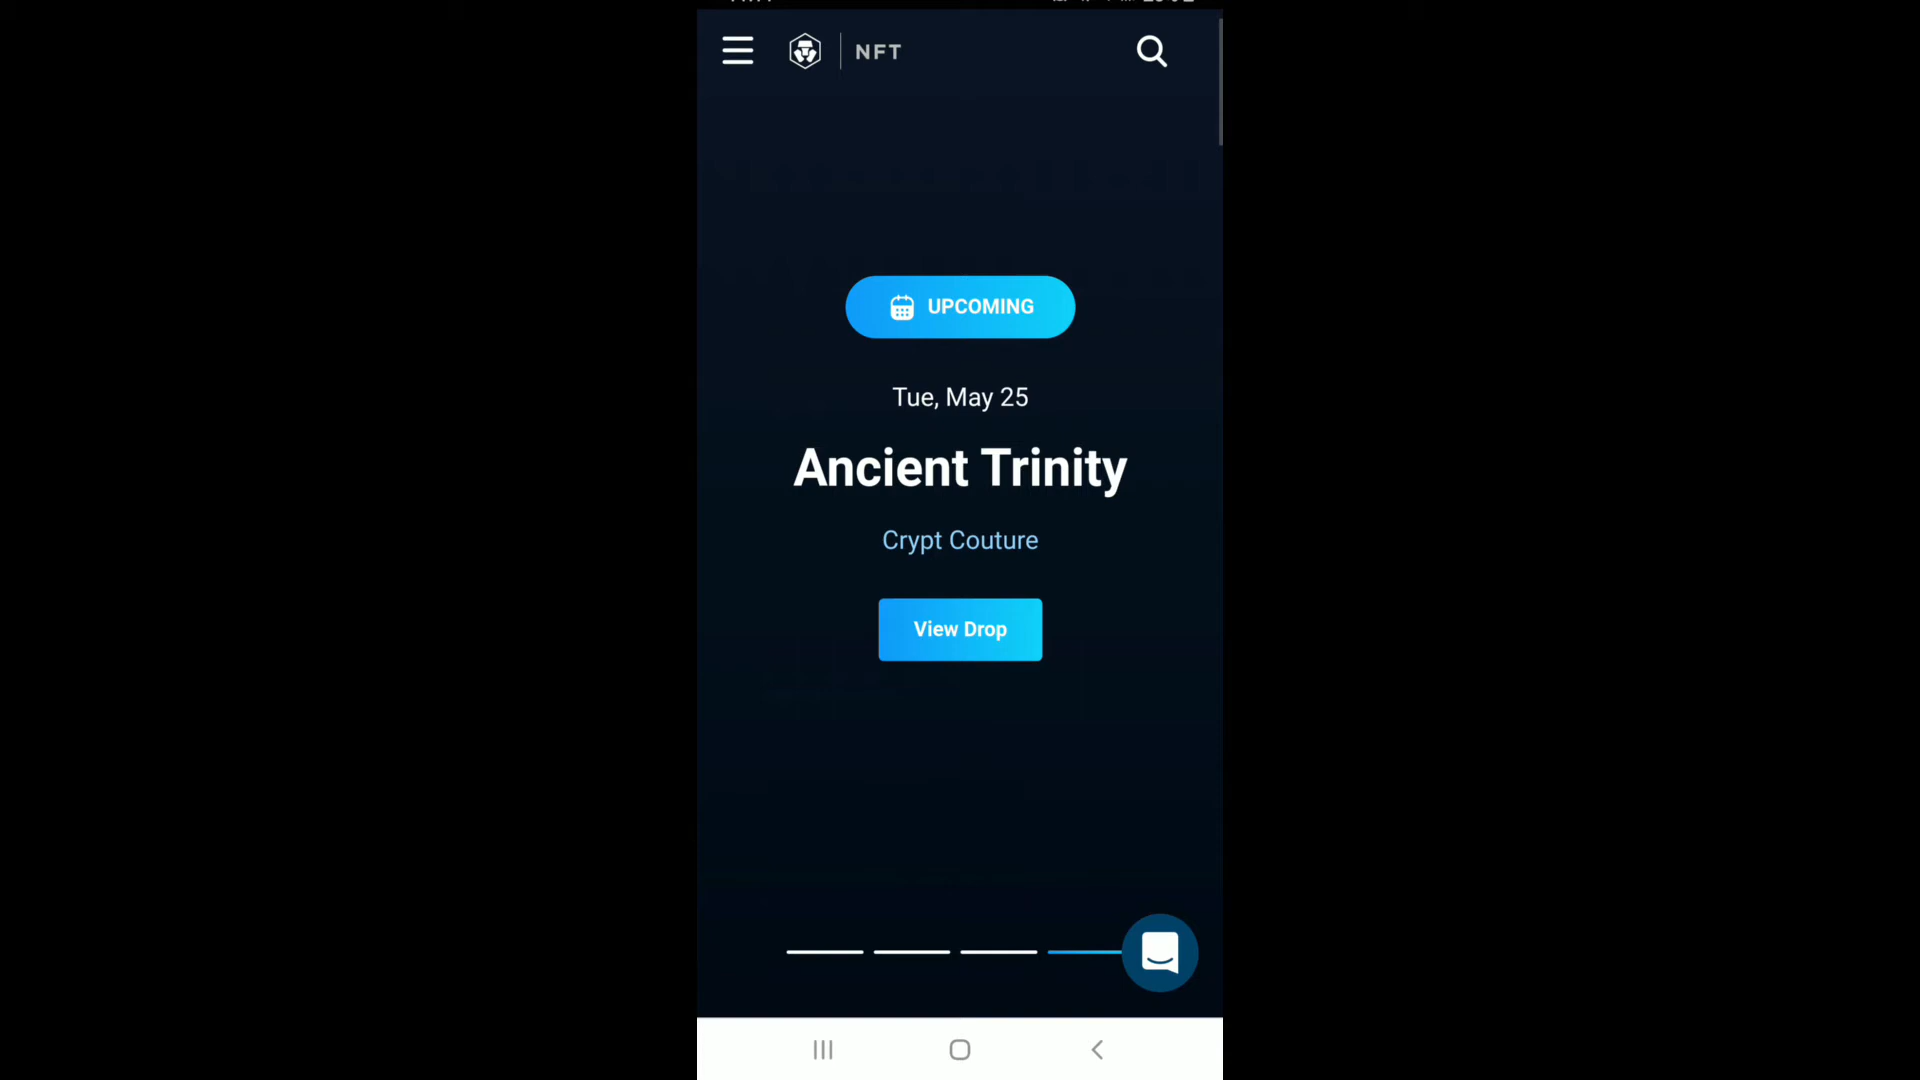 NFT
UPCOMING
Tue, May 25
Ancient Trinity
Crypt Couture
View Drop